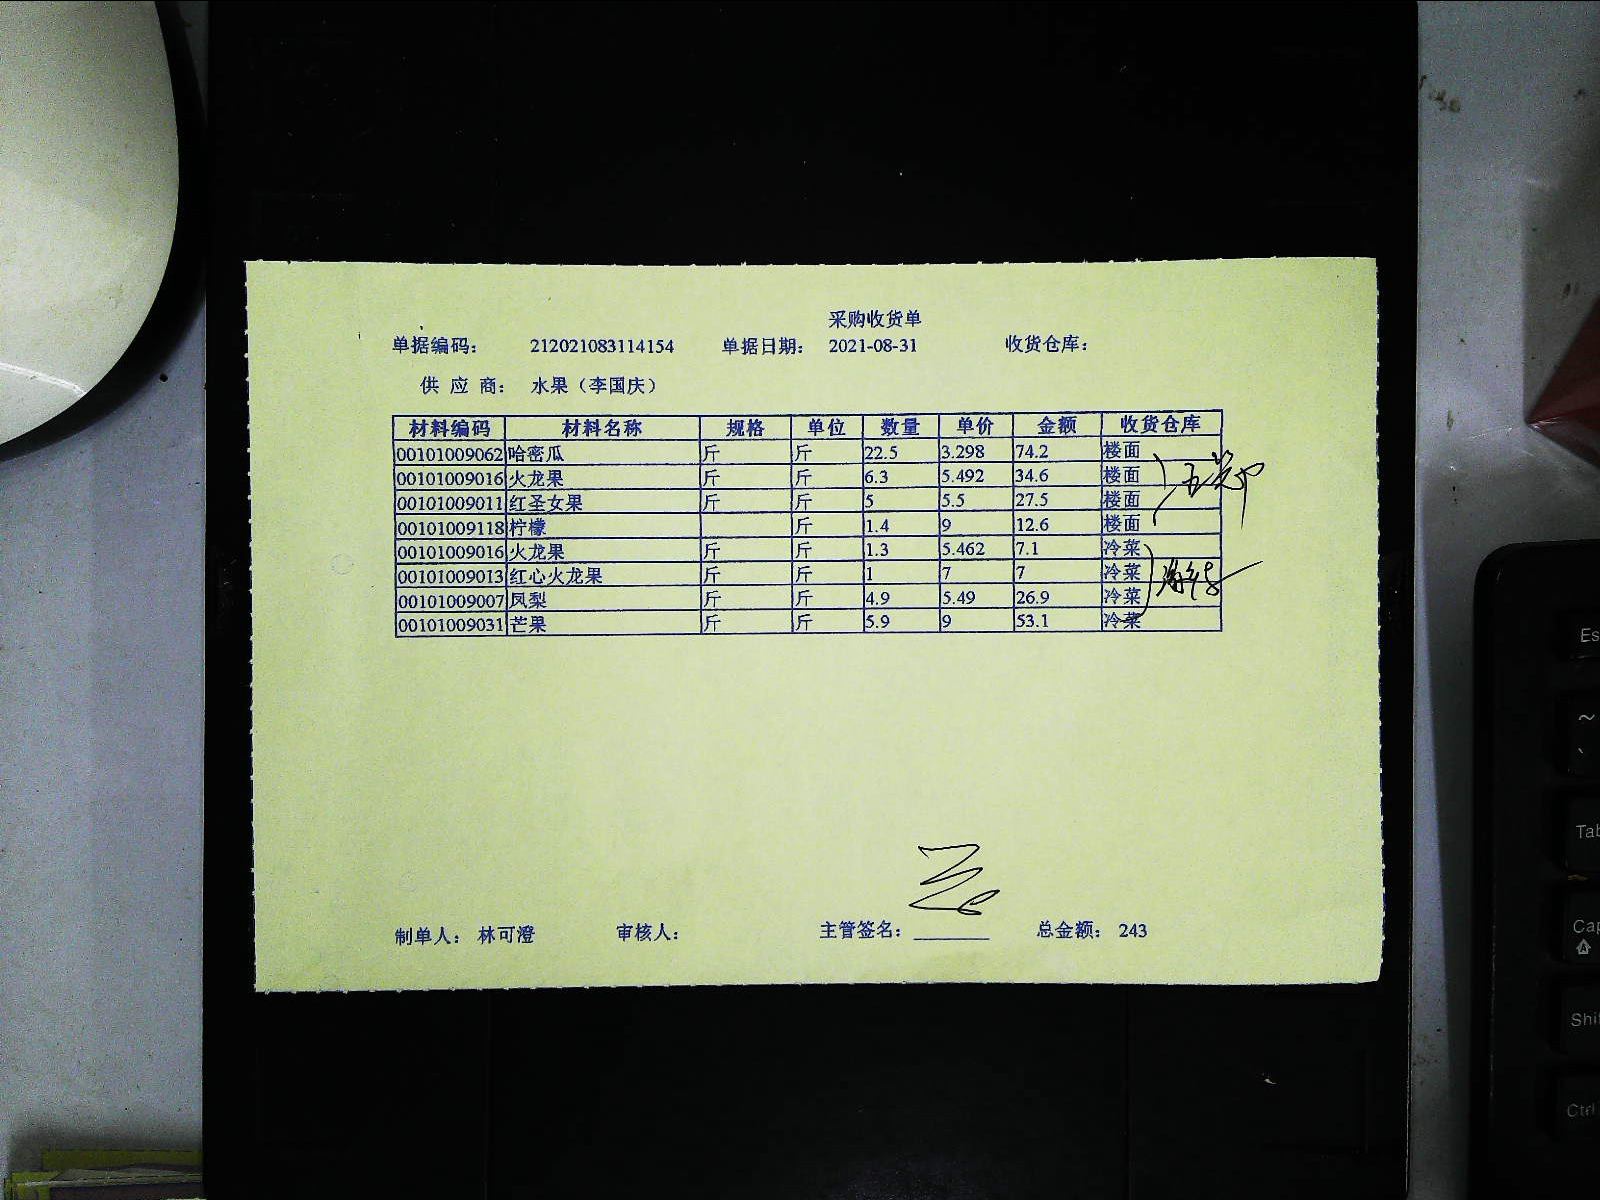 采购收货单
单据编码： 212021083114154 单据日期： 2021-08-31 收货仓库：
供 应 商： 水果（李国庆）
材料编码 材料名称 规格 单位 数量 单价 金额 收货仓库
00101009062 哈密瓜 斤 斤 22.5 3.298 74.2 楼面
00101009016 火龙果 斤 斤 6.3 5.492 34.6 楼面
00101009011 红圣女果 斤 斤 5 5.5 27.5 楼面
00101009118 柠檬 斤 1.4 9 12.6 楼面
00101009016 火龙果 斤 斤 1.3 5.462 7.1 冷菜
00101009013 红心火龙果 斤 斤 1 7 7 冷菜
00101009007 凤梨 斤 斤 4.9 5.49 26.9 冷菜
00101009031 芒果 斤 斤 5.9 9 53.1 冷菜
制单人： 林可澄 审核人： 主管签名： 总金额： 243
Tab
Ctrl